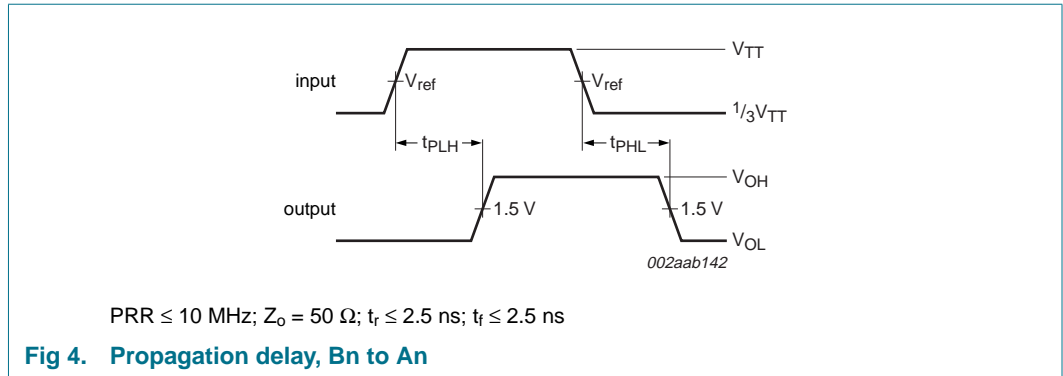 VTT
input
Vref
Vref
1/3VTT
tPLH
tPHL
VOH
output
1.5 V
1.5 V
VOL
002aab142
PRR ≤ 10 MHz; Zo = 50 Ω; tr ≤ 2.5 ns; tf ≤ 2.5 ns
Fig 4. Propagation delay, Bn to An